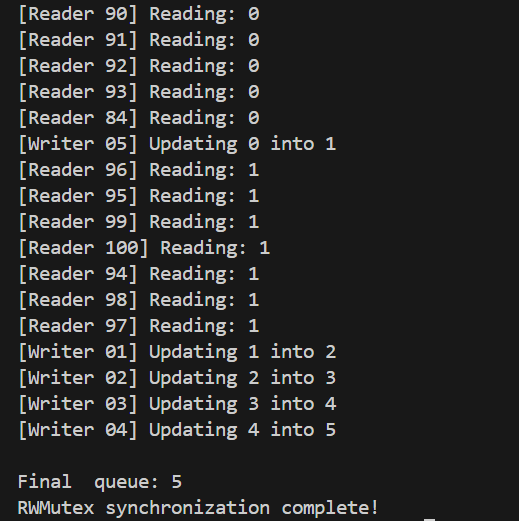 [Reader 90] Reading: 0
[Reader 91] Reading: 0
[Reader 92] Reading: 0
[Reader 93] Reading: 0
[Reader 84] Reading: 0
[Writer 05] Updating 0 into 1
[Reader 96] Reading: 1
[Reader 95] Reading: 1
[Reader 99] Reading: 1
[Reader 100] Reading: 1
[Reader 94] Reading: 1
[Reader 98] Reading: 1
[Reader 97] Reading: 1
[Writer 01] Updating 1 into 2
[Writer 02] Updating 2 into 3
[Writer 03] Updating 3 into 4
[Writer 04] Updating 4 into 5
Final  queue: 5
RWMutex synchronization complete!